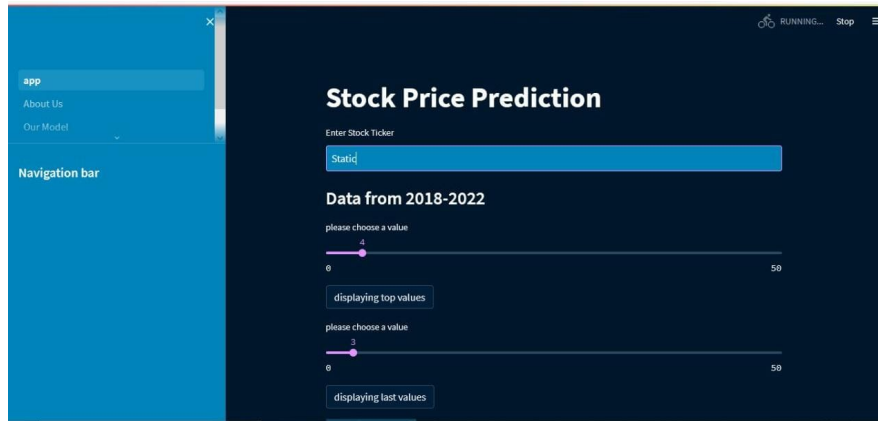 RUNNING... Stop
app
About Us
Our Model
Navigation bar
Stock Price Prediction
Enter Stock Ticker
Static
Data from 2018-2022
please choose a value
4
0 50
displaying top values
please choose a value
3
0 50
displaying last values